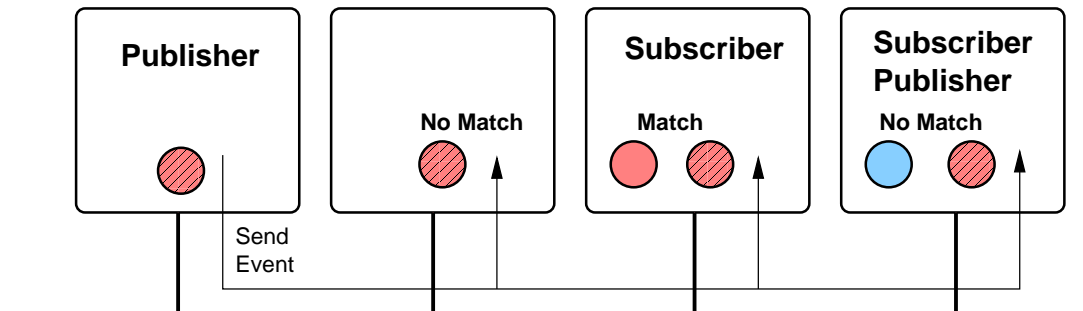 Publisher
No Match
Subscriber
Match
Subscriber
Publisher
No Match
Send
Event